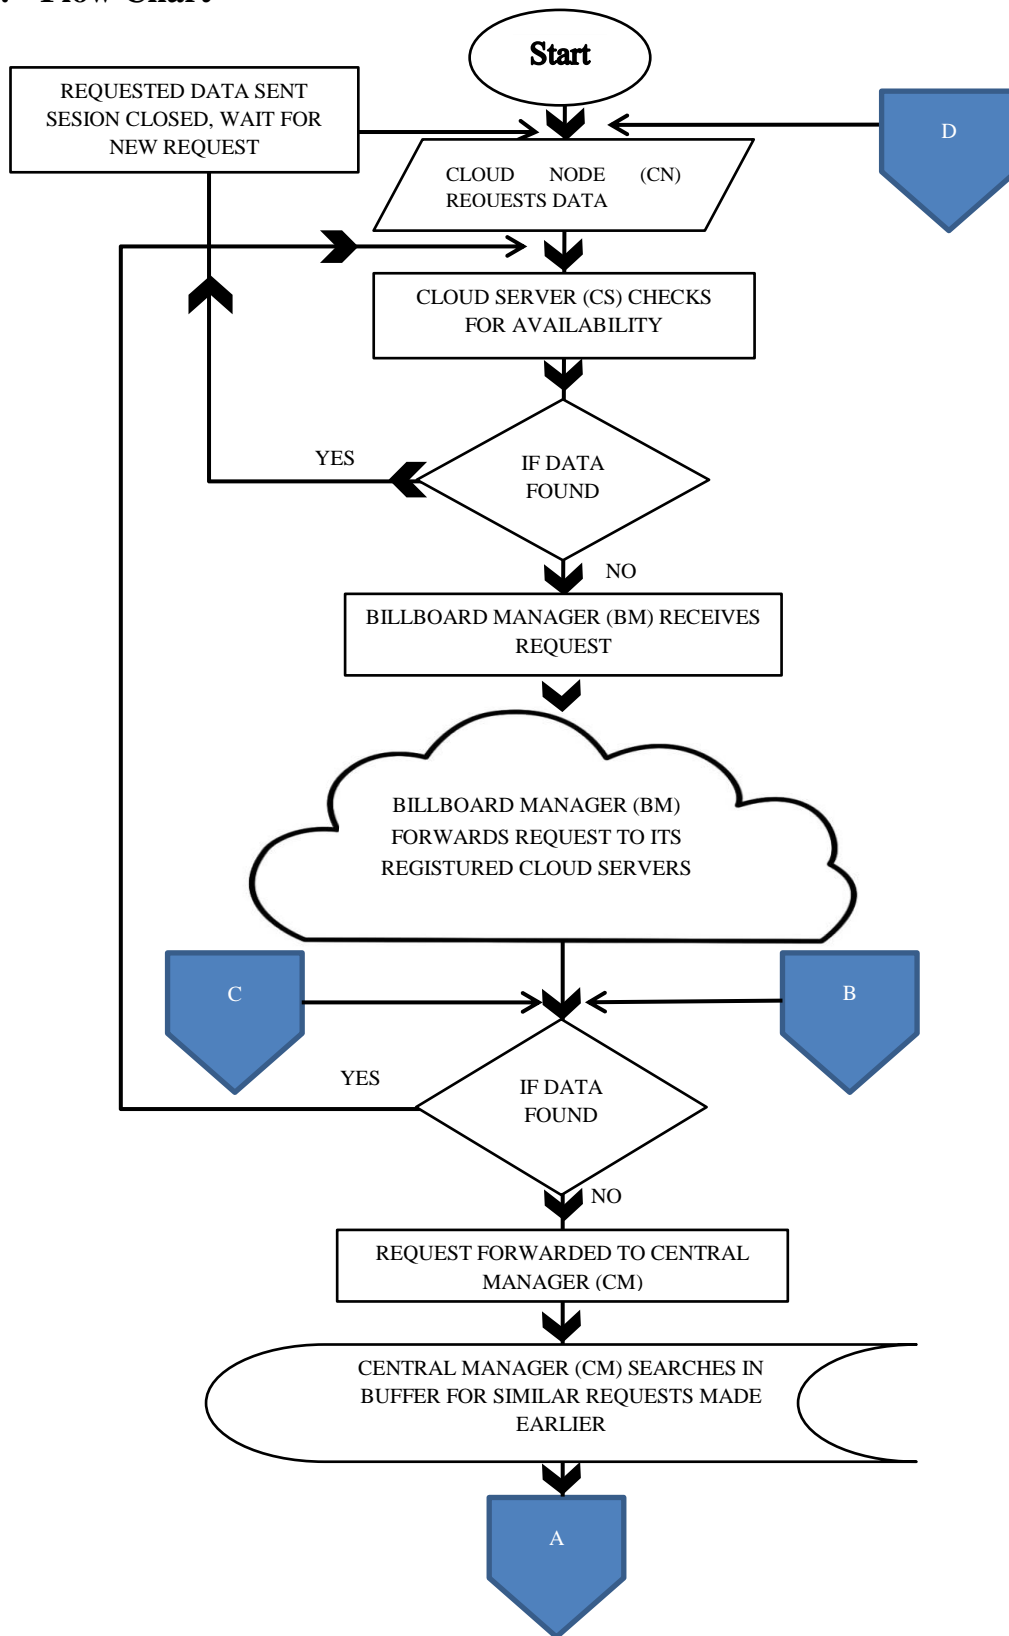 Flow Chart
Start
REQUESTED DATA SENT
SESION CLOSED, WAIT FOR
NEW REQUEST
D
CLOUD NODE (CN)
REQUESTS DATA
CLOUD SERVER (CS) CHECKS
FOR AVAILABILITY
YES
IF DATA
FOUND
NO
BILLBOARD MANAGER (BM) RECEIVES
REQUEST
BILLBOARD MANAGER (BM)
FORWARDS REQUEST TO ITS
REGISTURED CLOUD SERVERS
C
B
YES
IF DATA
FOUND
NO
REQUEST FORWARDED TO CENTRAL
MANAGER (CM)
CENTRAL MANAGER (CM) SEARCHES IN
BUFFER FOR SIMILAR REQUESTS MADE
EARLIER
A